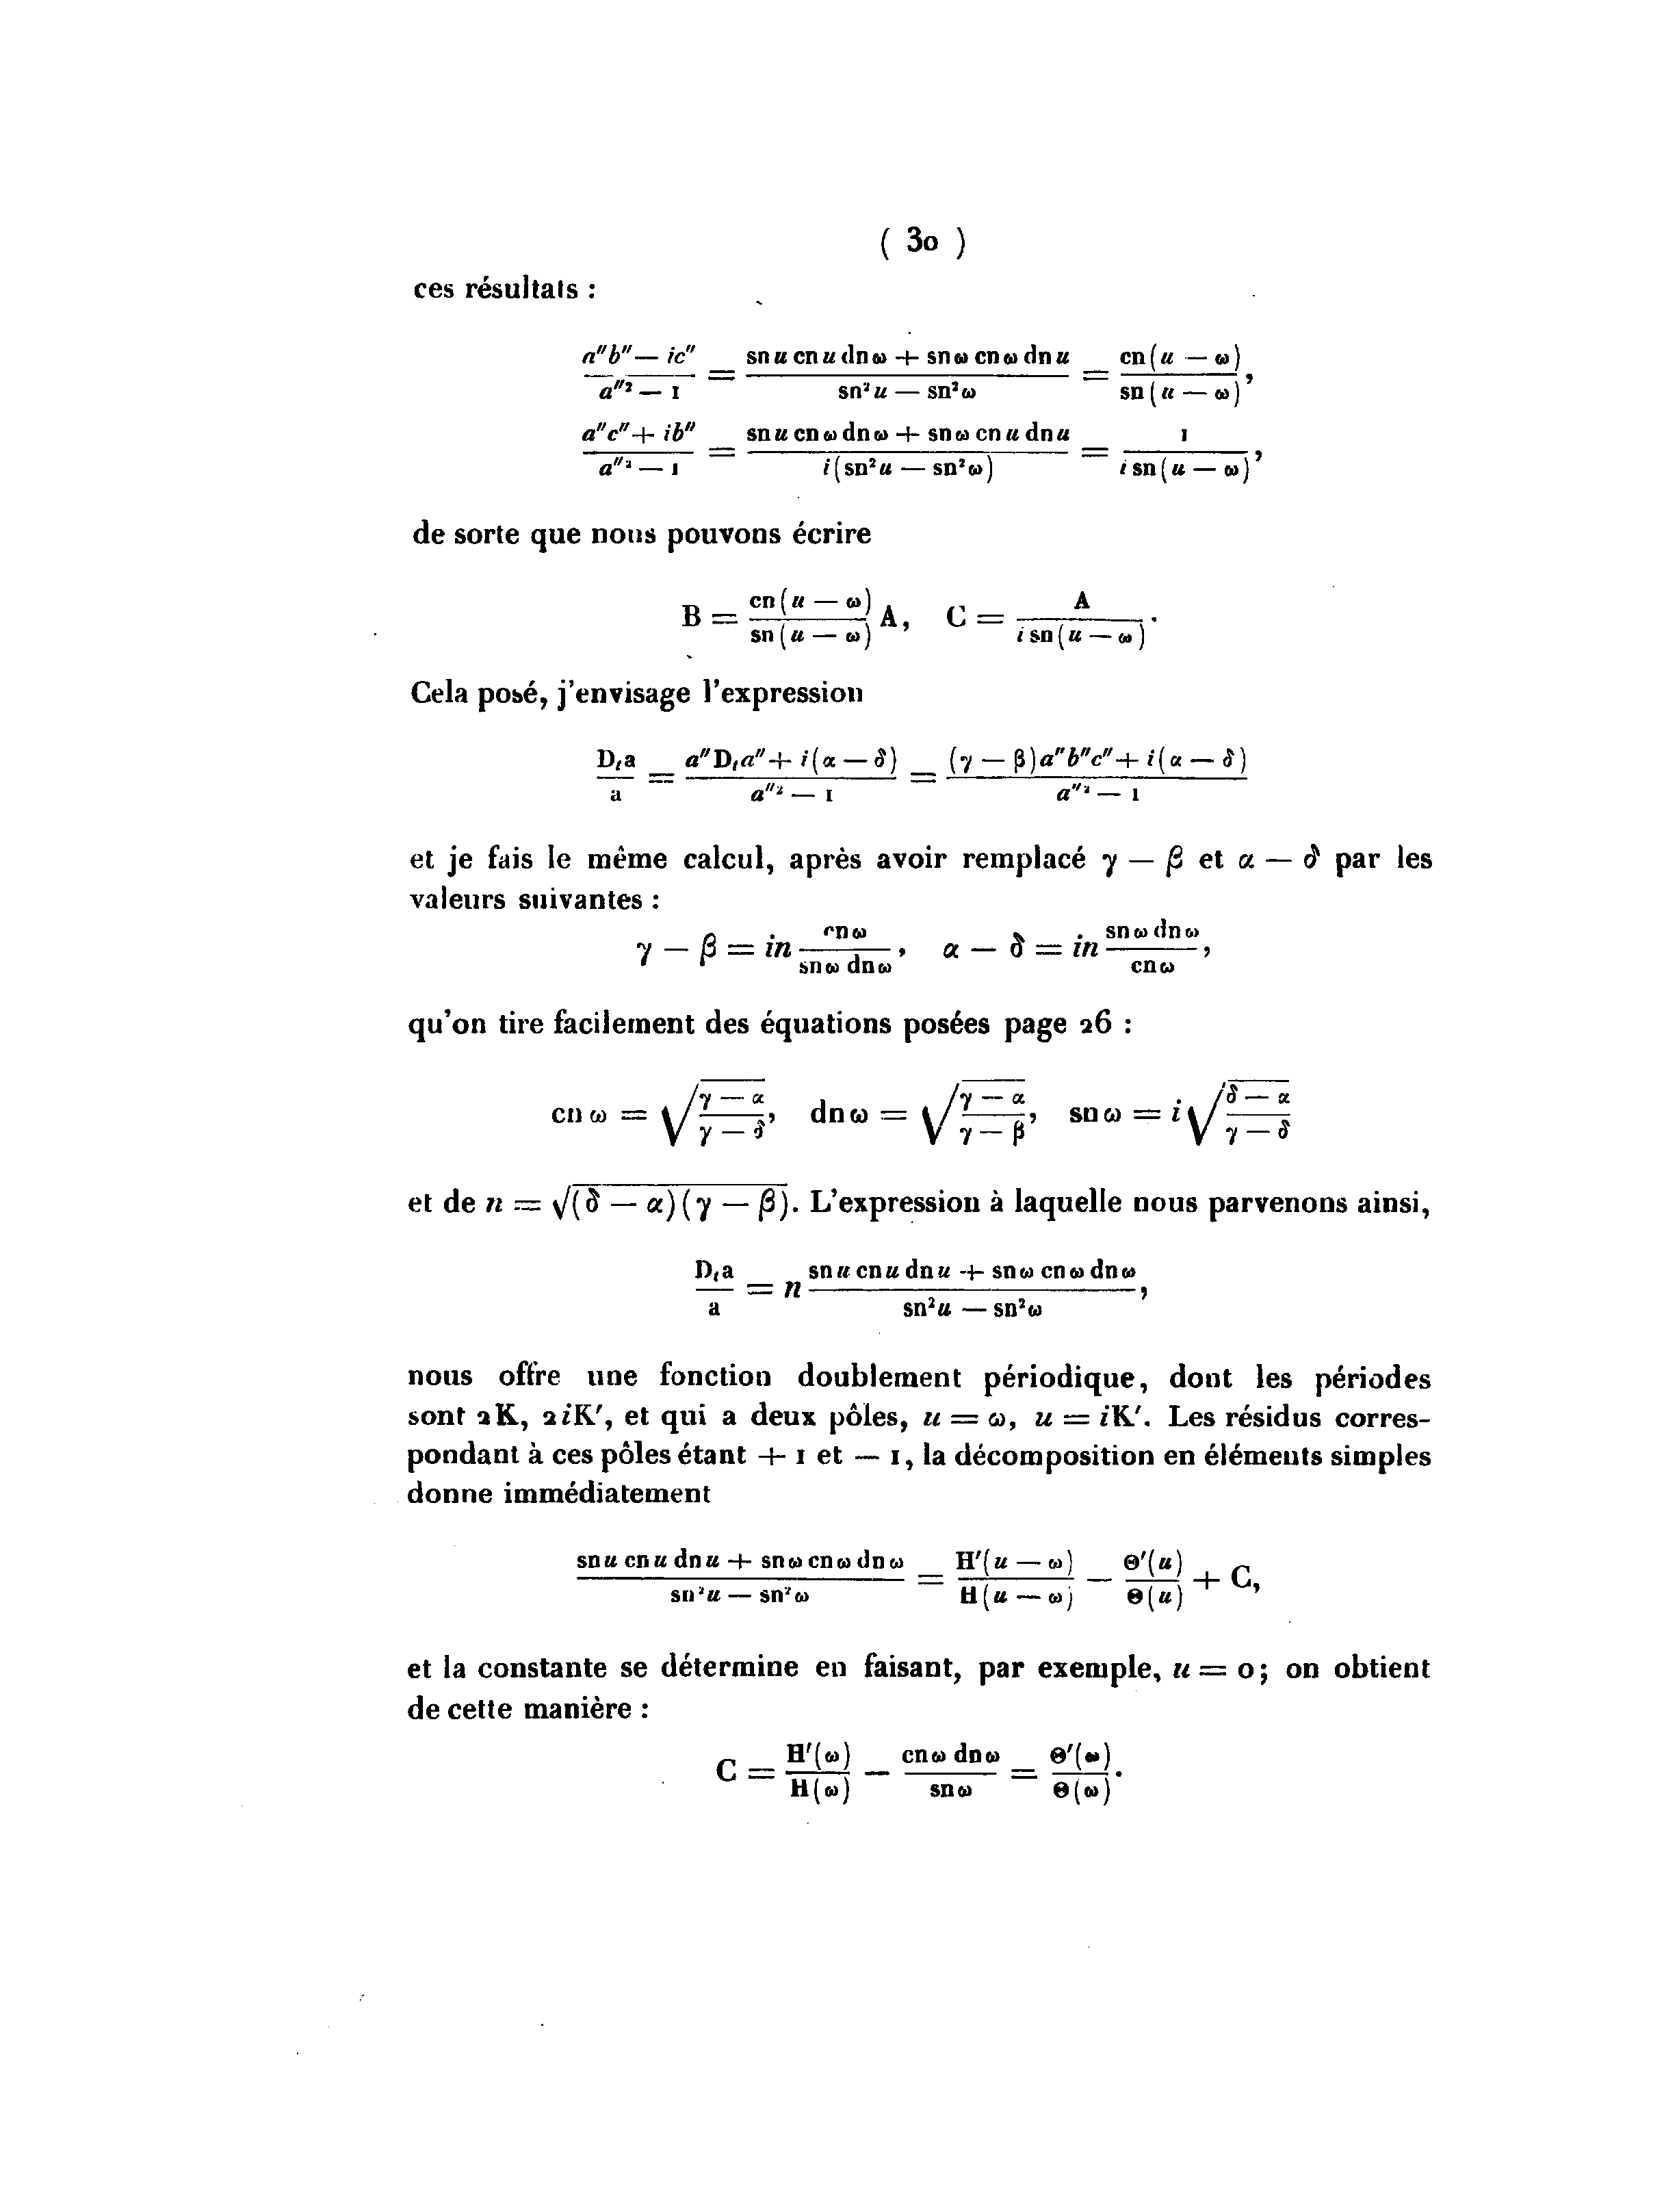 ( 30 )
ces résultats :
$\frac{a''b'' - ic''}{a''^2 - 1} = \frac{\operatorname{sn} u \operatorname{cn} u \operatorname{dn} \omega + \operatorname{sn} \omega \operatorname{cn} \omega \operatorname{dn} u}{\operatorname{sn}^2 u - \operatorname{sn}^2 \omega} = \frac{\operatorname{cn}(u - \omega)}{\operatorname{sn}(u - \omega)},$
$\frac{a''c'' + ib''}{a''^2 - 1} = \frac{\operatorname{sn} u \operatorname{cn} \omega \operatorname{dn} \omega + \operatorname{sn} \omega \operatorname{cn} u \operatorname{dn} u}{i(\operatorname{sn}^2 u - \operatorname{sn}^2 \omega)} = \frac{1}{i \operatorname{sn}(u - \omega)},$
de sorte que nous pouvons écrire
$B = \frac{\operatorname{cn}(u - \omega)}{\operatorname{sn}(u - \omega)} A, \quad C = \frac{A}{i \operatorname{sn}(u - \omega)}.$
Cela posé, j'envisage l'expression
$\frac{D_t a}{a} = \frac{a'' D_t a'' + i(\alpha - \delta)}{a''^2 - 1} = \frac{(\gamma - \beta) a''b''c'' + i(\alpha - \delta)}{a''^2 - 1}$
et je fais le même calcul, après avoir remplacé γ — β et α — δ par les
valeurs suivantes :
$\gamma - \beta = in \frac{\operatorname{cn} \omega}{\operatorname{sn} \omega \operatorname{dn} \omega}, \quad \alpha - \delta = in \frac{\operatorname{sn} \omega \operatorname{dn} \omega}{\operatorname{cn} \omega},$
qu'on tire facilement des équations posées page 26 :
$\operatorname{cn} \omega = \sqrt{\frac{\gamma - \alpha}{\gamma - \delta}}, \quad \operatorname{dn} \omega = \sqrt{\frac{\gamma - \alpha}{\gamma - \beta}}, \quad \operatorname{sn} \omega = i \sqrt{\frac{\delta - \alpha}{\gamma - \delta}}$
et de $n = \sqrt{(\delta - \alpha)(\gamma - \beta)}$. L'expression à laquelle nous parvenons ainsi,
$\frac{D_t a}{a} = n \frac{\operatorname{sn} u \operatorname{cn} u \operatorname{dn} u + \operatorname{sn} \omega \operatorname{cn} \omega \operatorname{dn} \omega}{\operatorname{sn}^2 u - \operatorname{sn}^2 \omega},$
nous offre une fonction doublement périodique, dont les périodes
sont 2K, 2iK', et qui a deux pôles, u = ω, u = iK'. Les résidus corres-
pondant à ces pôles étant + 1 et — 1, la décomposition en éléments simples
donne immédiatement
$\frac{\operatorname{sn} u \operatorname{cn} u \operatorname{dn} u + \operatorname{sn} \omega \operatorname{cn} \omega \operatorname{dn} \omega}{\operatorname{sn}^2 u - \operatorname{sn}^2 \omega} = \frac{H'(u - \omega)}{H(u - \omega)} - \frac{\Theta'(u)}{\Theta(u)} + C,$
et la constante se détermine en faisant, par exemple, u = 0; on obtient
de cette manière :
$C = \frac{H'(\omega)}{H(\omega)} - \frac{\operatorname{cn} \omega \operatorname{dn} \omega}{\operatorname{sn} \omega} = \frac{\Theta'(\omega)}{\Theta(\omega)}.$